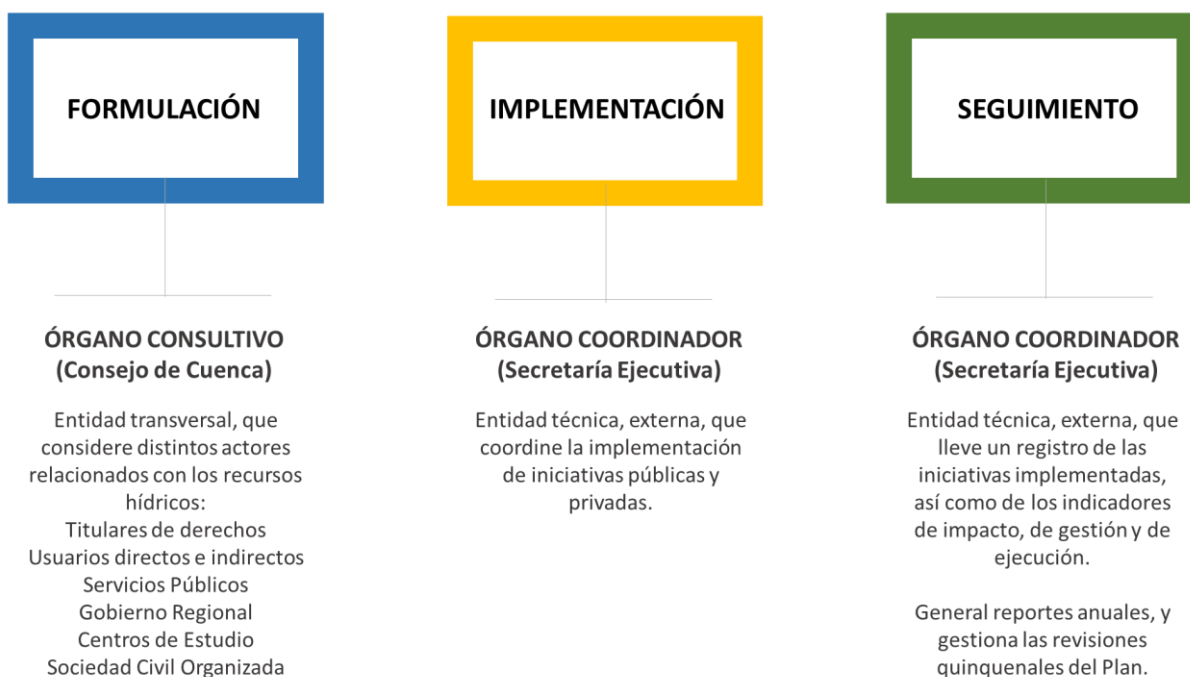 FORMULACIÓN
ÓRGANO CONSULTIVO
(Consejo de Cuenca)
Entidad transversal, que
considere distintos actores
relacionados con los recursos
hídricos:
Titulares de derechos
Usuarios directos e indirectos
Servicios Públicos
Gobierno Regional
Centros de Estudio
Sociedad Civil Organizada
IMPLEMENTACIÓN
ÓRGANO COORDINADOR
(Secretaría Ejecutiva)
Entidad técnica, externa, que
coordine la implementación
de iniciativas públicas y
privadas.
SEGUIMIENTO
ÓRGANO COORDINADOR
(Secretaría Ejecutiva)
Entidad técnica, externa, que
lleve un registro de las
iniciativas implementadas,
así como de los indicadores
de impacto, de gestión y de
ejecución.
General reportes anuales, y
gestiona las revisiones
quinquenales del Plan.